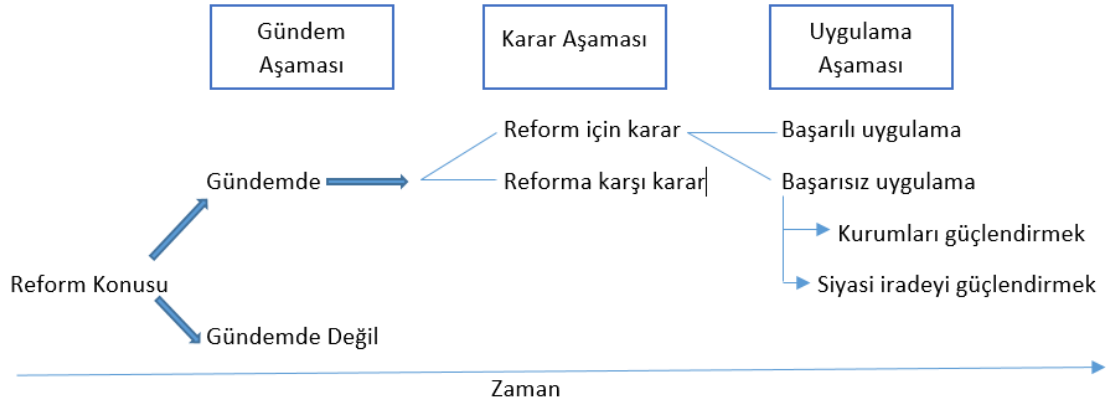 Gündem
Aşaması
Karar Aşaması
Uygulama
Aşaması
Reform için karar
Başarılı uygulama
Gündemde
Reforma karşı karar
Başarısız uygulama
Kurumları güçlendirmek
Reform Konusu
Siyasi iradeyi güçlendirmek
Gündemde Değil
Zaman